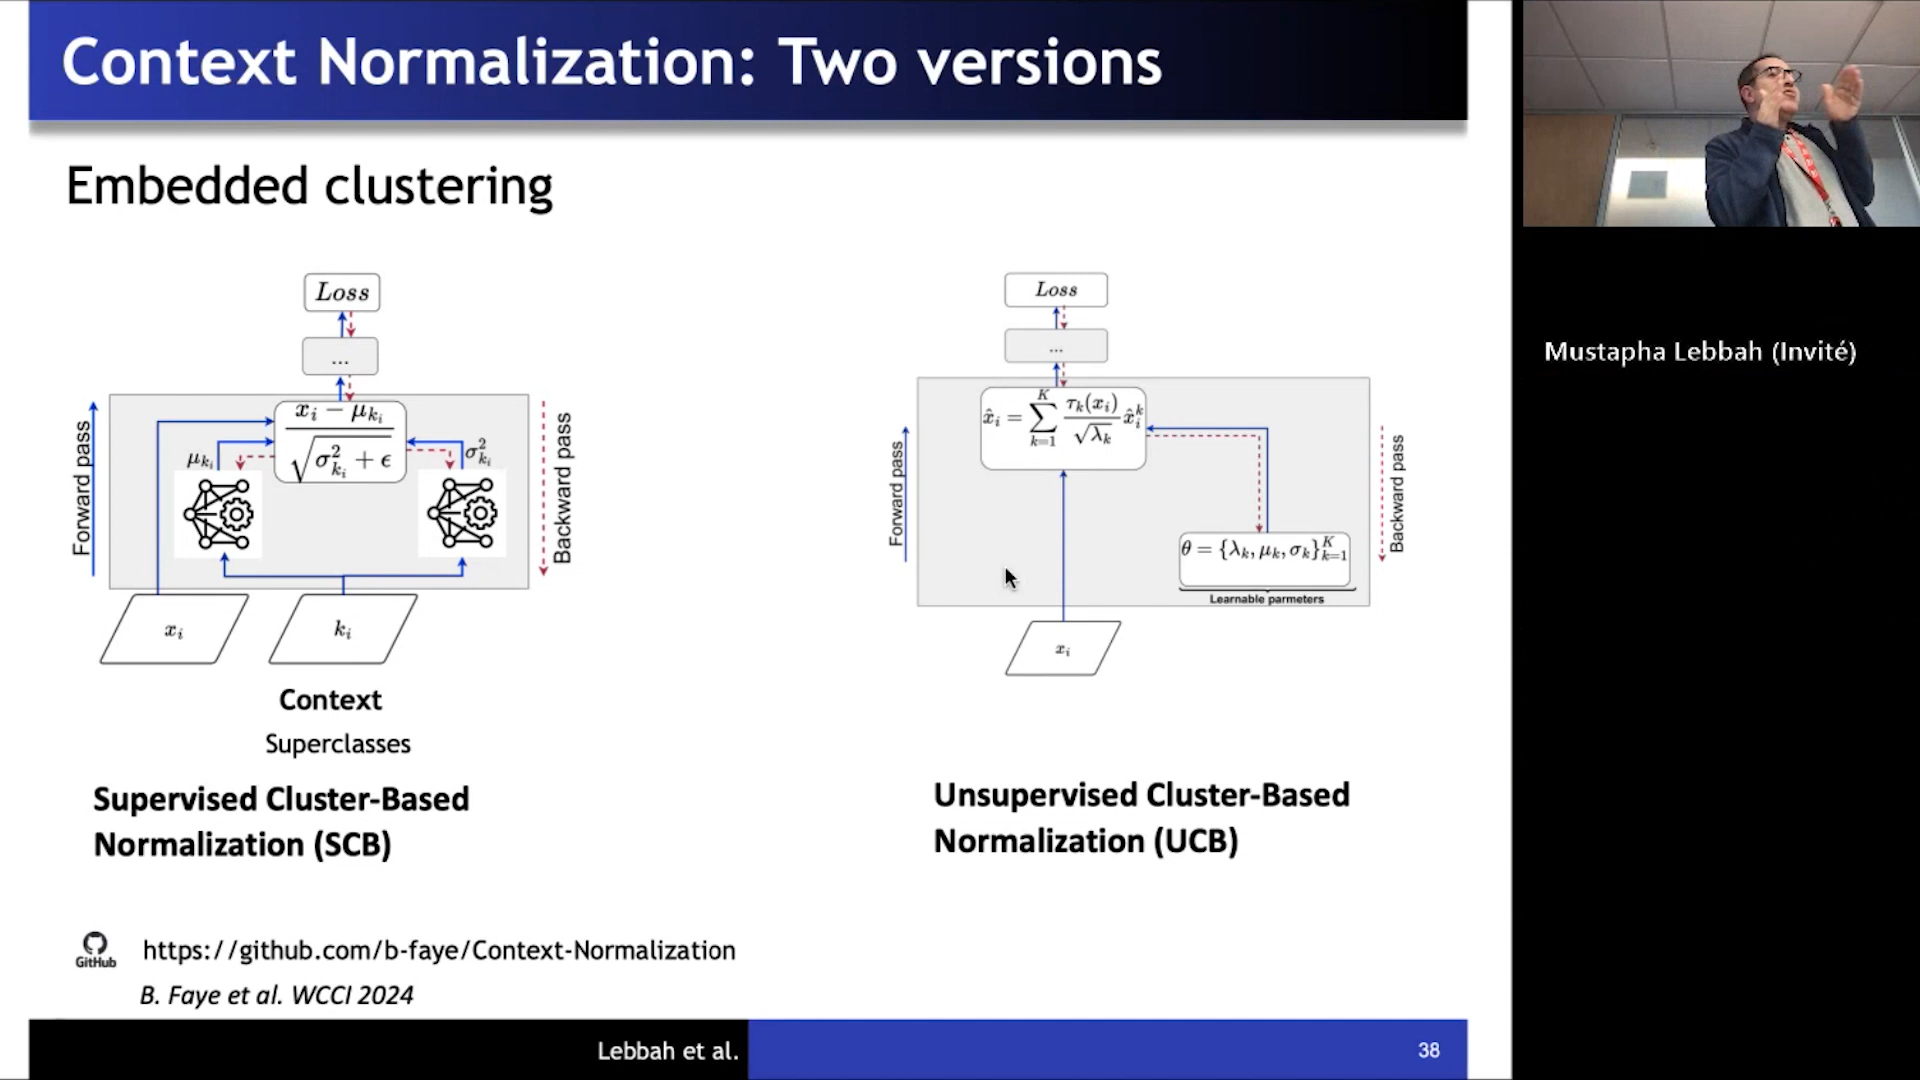 Context Normalization: Two versions
Embedded clustering
Loss
...
Forward pass
x_i − μ_{k_i}
√(σ²_{k_i} + ϵ)
μ_{k_i}
σ²_{k_i}
Backward pass
x_i
k_i
Context
Superclasses
Supervised Cluster-Based
Normalization (SCB)
Loss
...
Forward pass
x̂_i = ∑_{k=1}^{K} τ_k(x_i)/√λ_k x̂_i^k
θ = {λ_k, μ_k, σ_k}_{k=1}^{K}
Learnable parmeters
Backward pass
x_i
Unsupervised Cluster-Based
Normalization (UCB)
GitHub
https://github.com/b-faye/Context-Normalization
B. Faye et al. WCCI 2024
Lebbah et al.
38
Mustapha Lebbah (Invité)